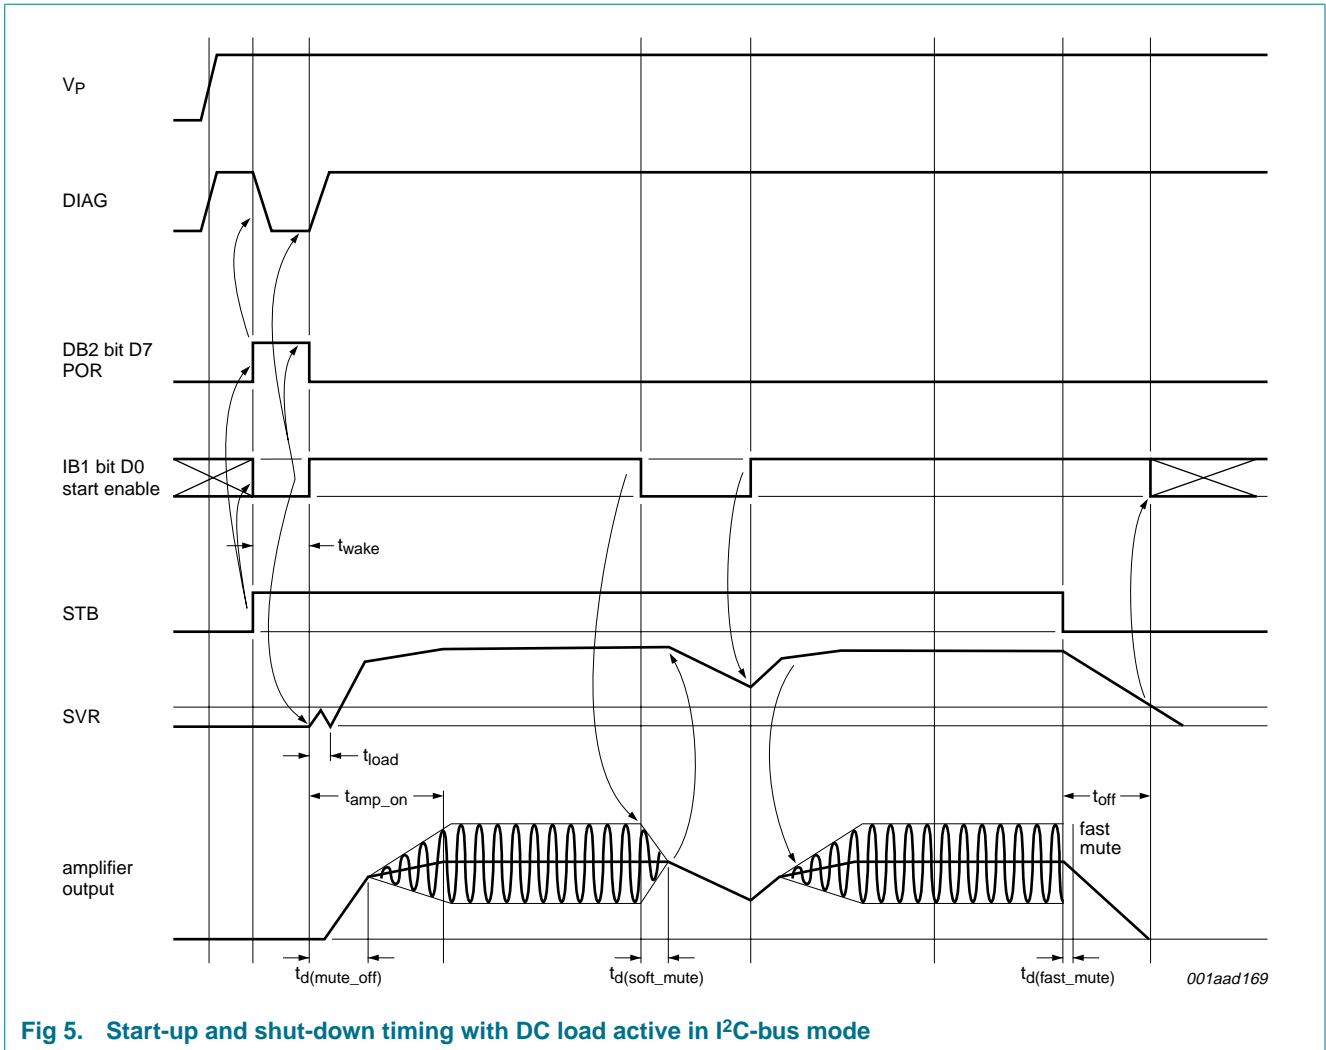 VP
DIAG
DB2 bit D7
POR
IB1 bit D0
start enable
twake
STB
SVR
tload
tamp_on
toff
fast
mute
amplifier
output
td(mute_off)
td(soft_mute)
td(fast_mute)
001aad169
Fig 5. Start-up and shut-down timing with DC load active in I2C-bus mode